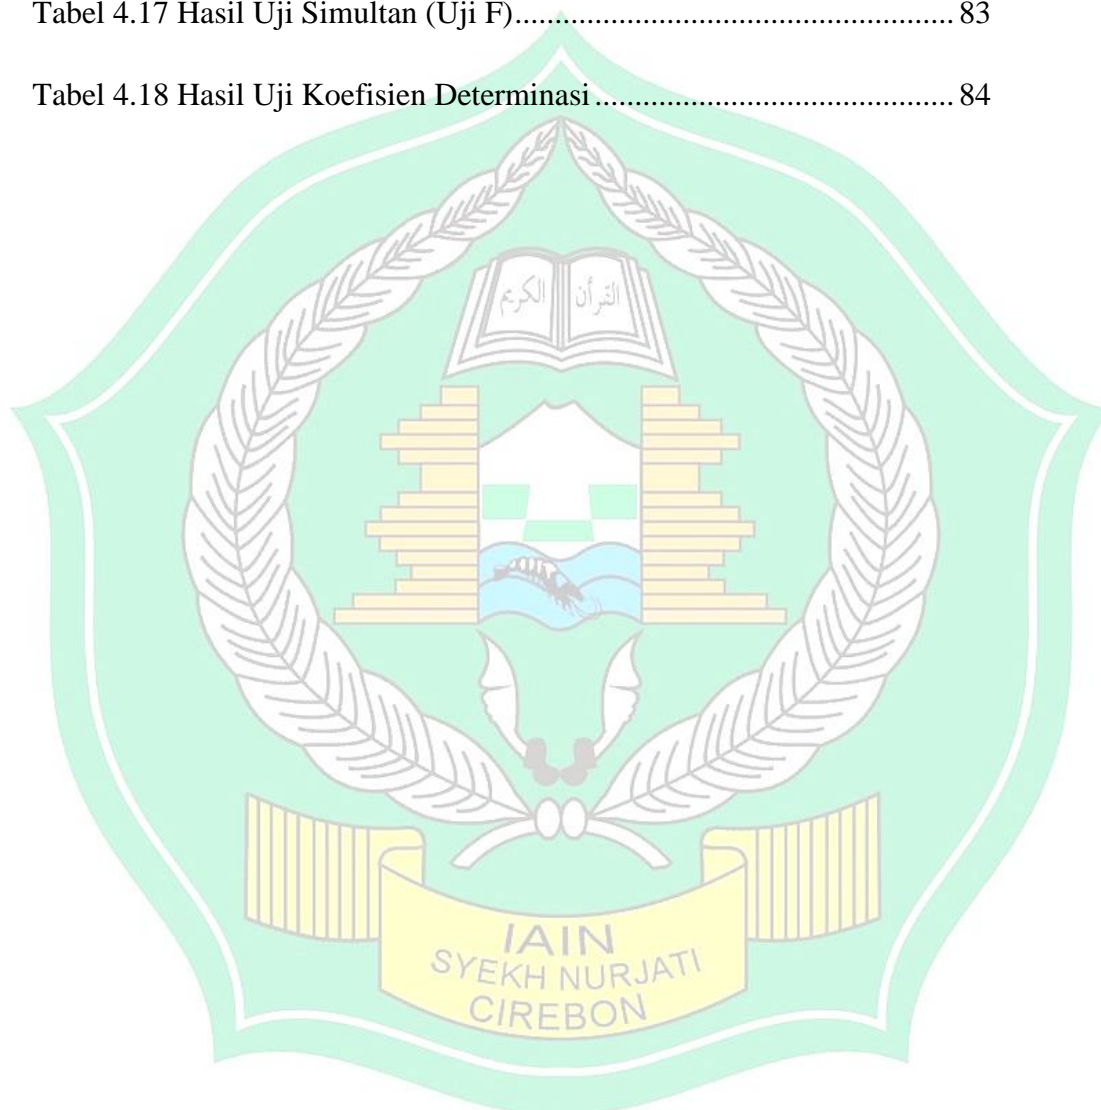 Tabel 4.17 Hasil Uji Simultan (Uji F)....................................................... 83
Tabel 4.18 Hasil Uji Koefisien Determinasi............................................. 84
القرآن الكريم
IAIN
SYEKH NURJATI
CIREBON